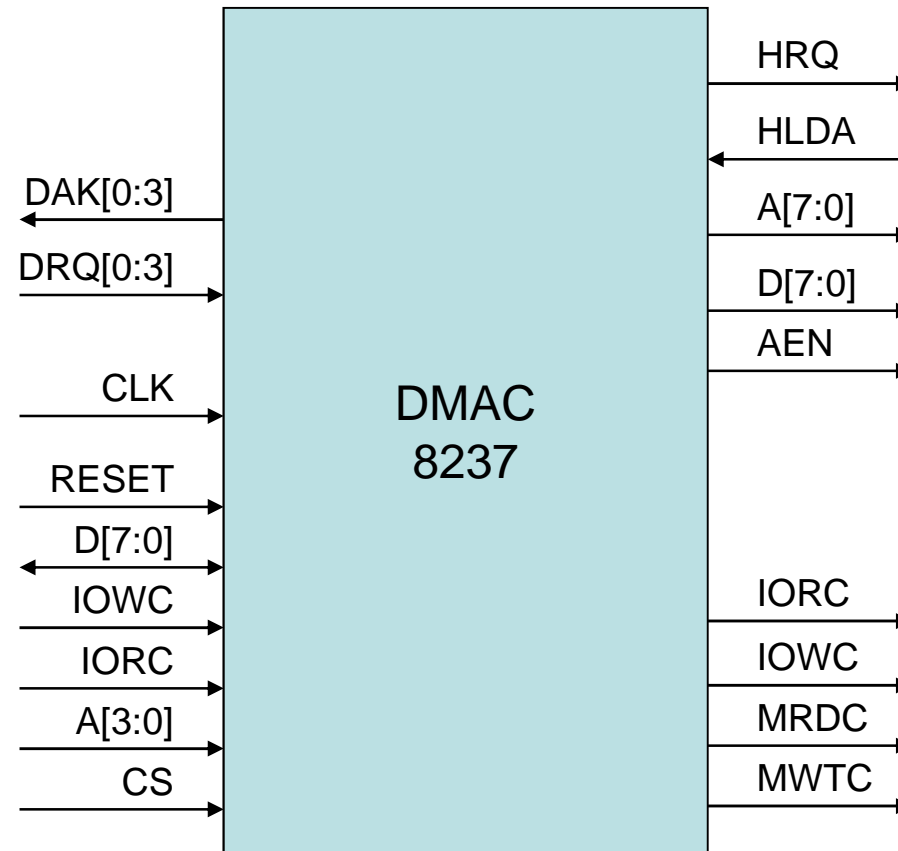 DAK[0:3]
DRQ[0:3]
CLK
RESET
D[7:0]
IOWC
IORC
A[3:0]
CS
DMAC
8237
HRQ
HLDA
A[7:0]
D[7:0]
AEN
IORC
IOWC
MRDC
MWTC